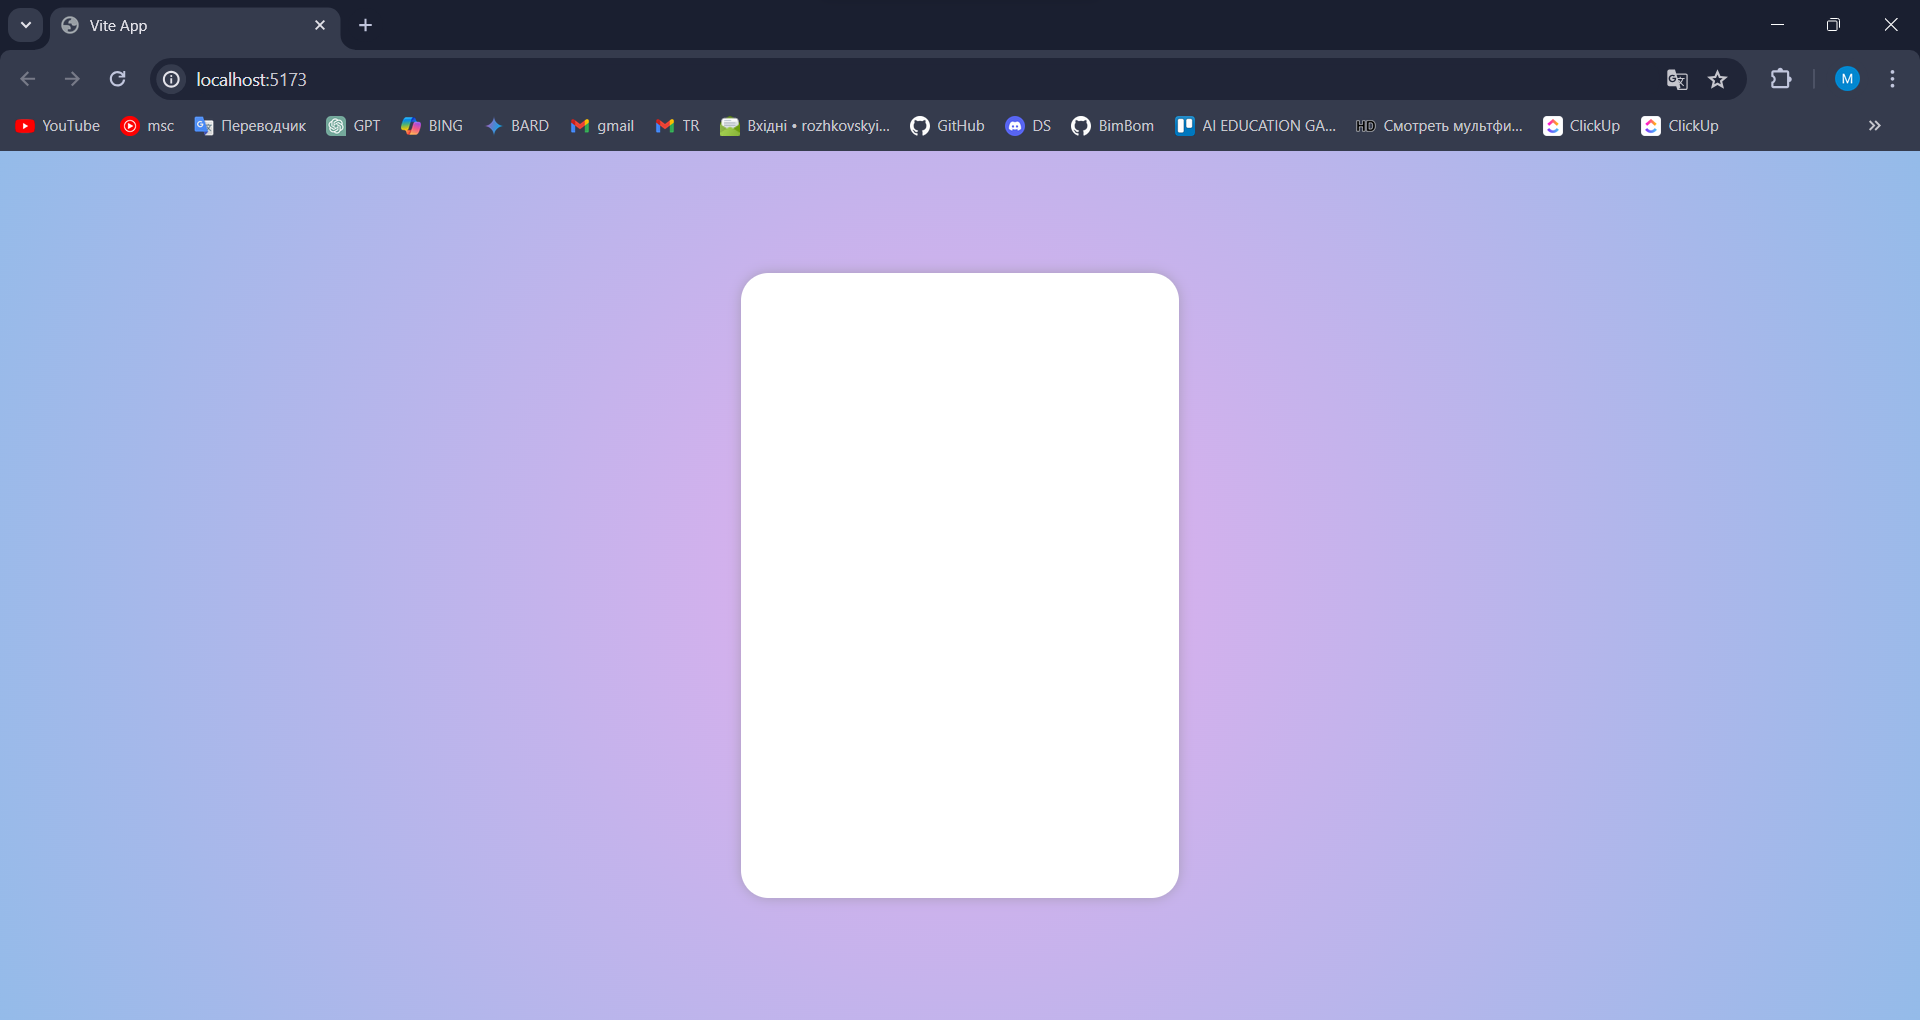 Vite App
localhost:5173
YouTube msc Переводчик GPT BING BARD gmail TR Вхідні • rozhkovskyi... GitHub DS BimBom AI EDUCATION GA... HD Смотреть мультфи... ClickUp ClickUp
M